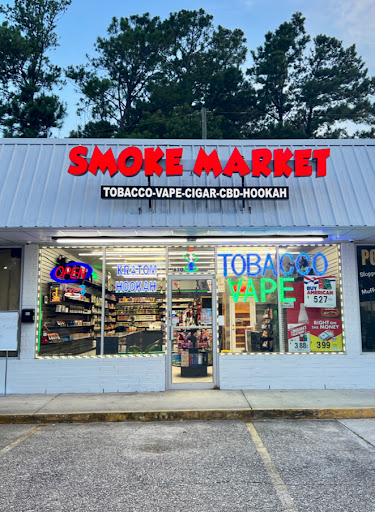 SMOKE MARKET
TOBACCO-VAPE-CIGAR-CBD-HOOKAH
OPEN
KRATOM
HOOKAH
TOBACCO
VAPE
BUY
AMERICAN
527
RIGHT on
the MONEY
388
399